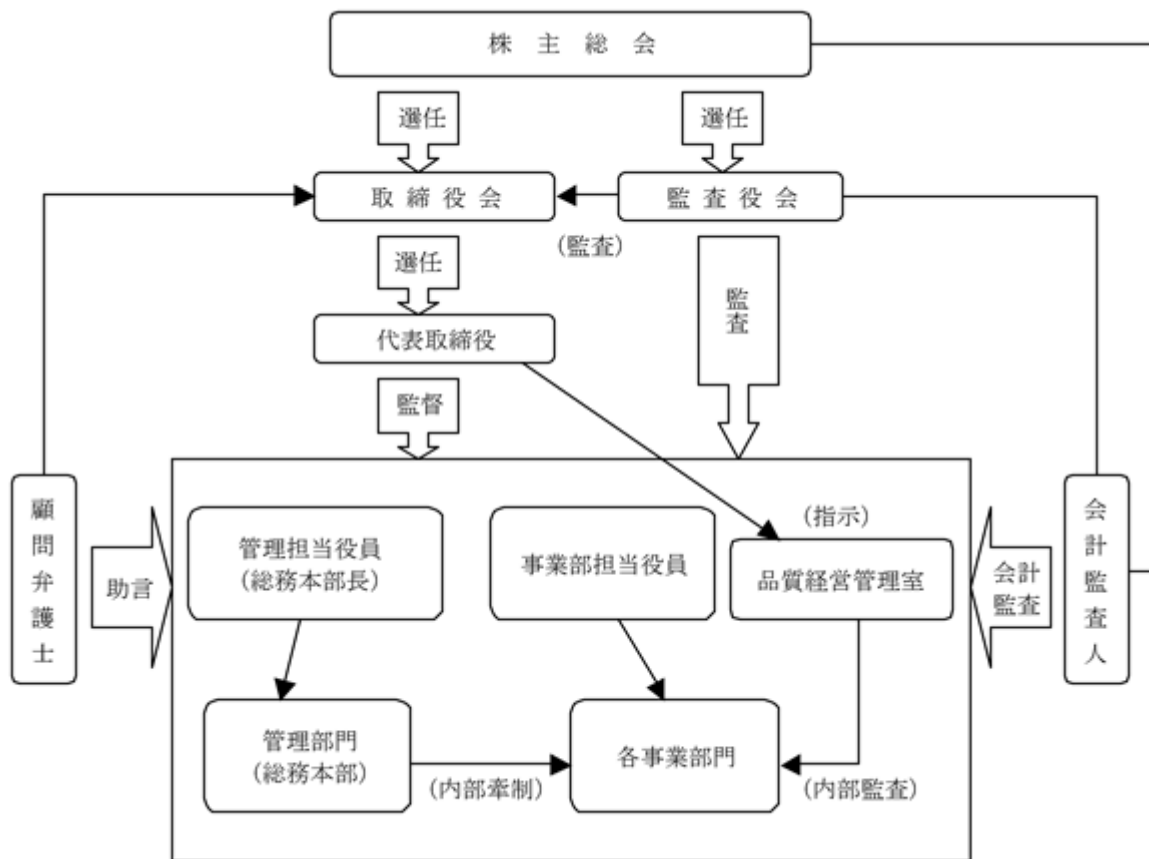 株主総会
選任
選任
取締役会
監査役会
(監査)
選任
監査
代表取締役
監督
顧問弁護士
助言
管理担当役員
(総務本部長)
事業部担当役員
(指示)
品質経営管理室
会計
監査
会計監査人
管理部門
(総務本部)
(内部牽制)
各事業部門
(内部監査)